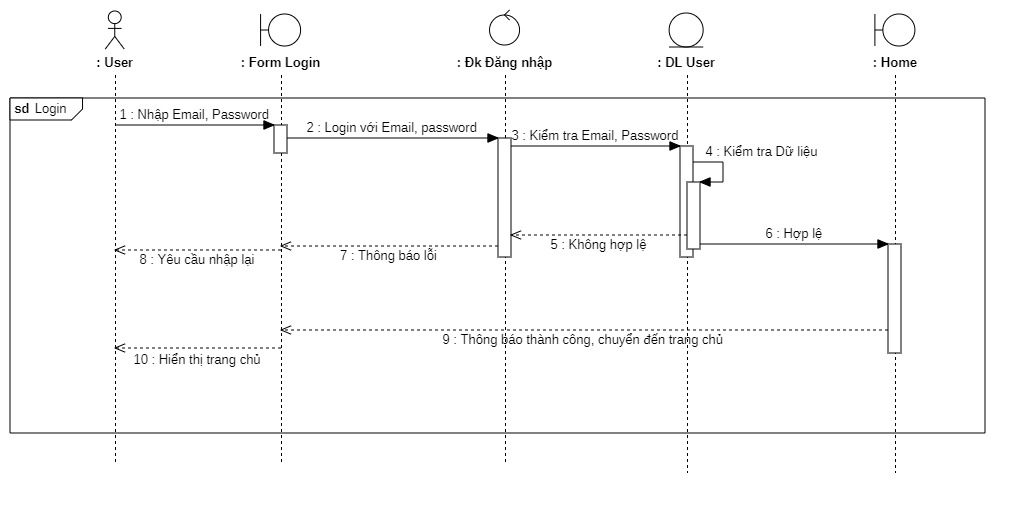 : User
: Form Login
: Đk Đăng nhập
: DL User
: Home
sd Login
1 : Nhập Email, Password
2 : Login với Email, password
3 : Kiểm tra Email, Password
4 : Kiểm tra Dữ liệu
5 : Không hợp lệ
6 : Hợp lệ
7 : Thông báo lỗi
8 : Yêu cầu nhập lại
9 : Thông báo thành công, chuyển đến trang chủ
10 : Hiển thị trang chủ